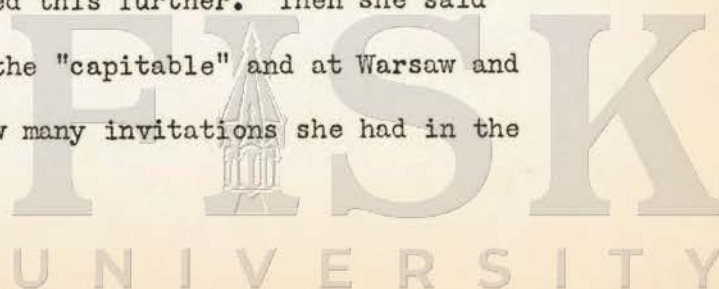 ed this further. Then she said
the "capitable" and at Warsaw and
many invitations she had in the
FISK
UNIVERSITY